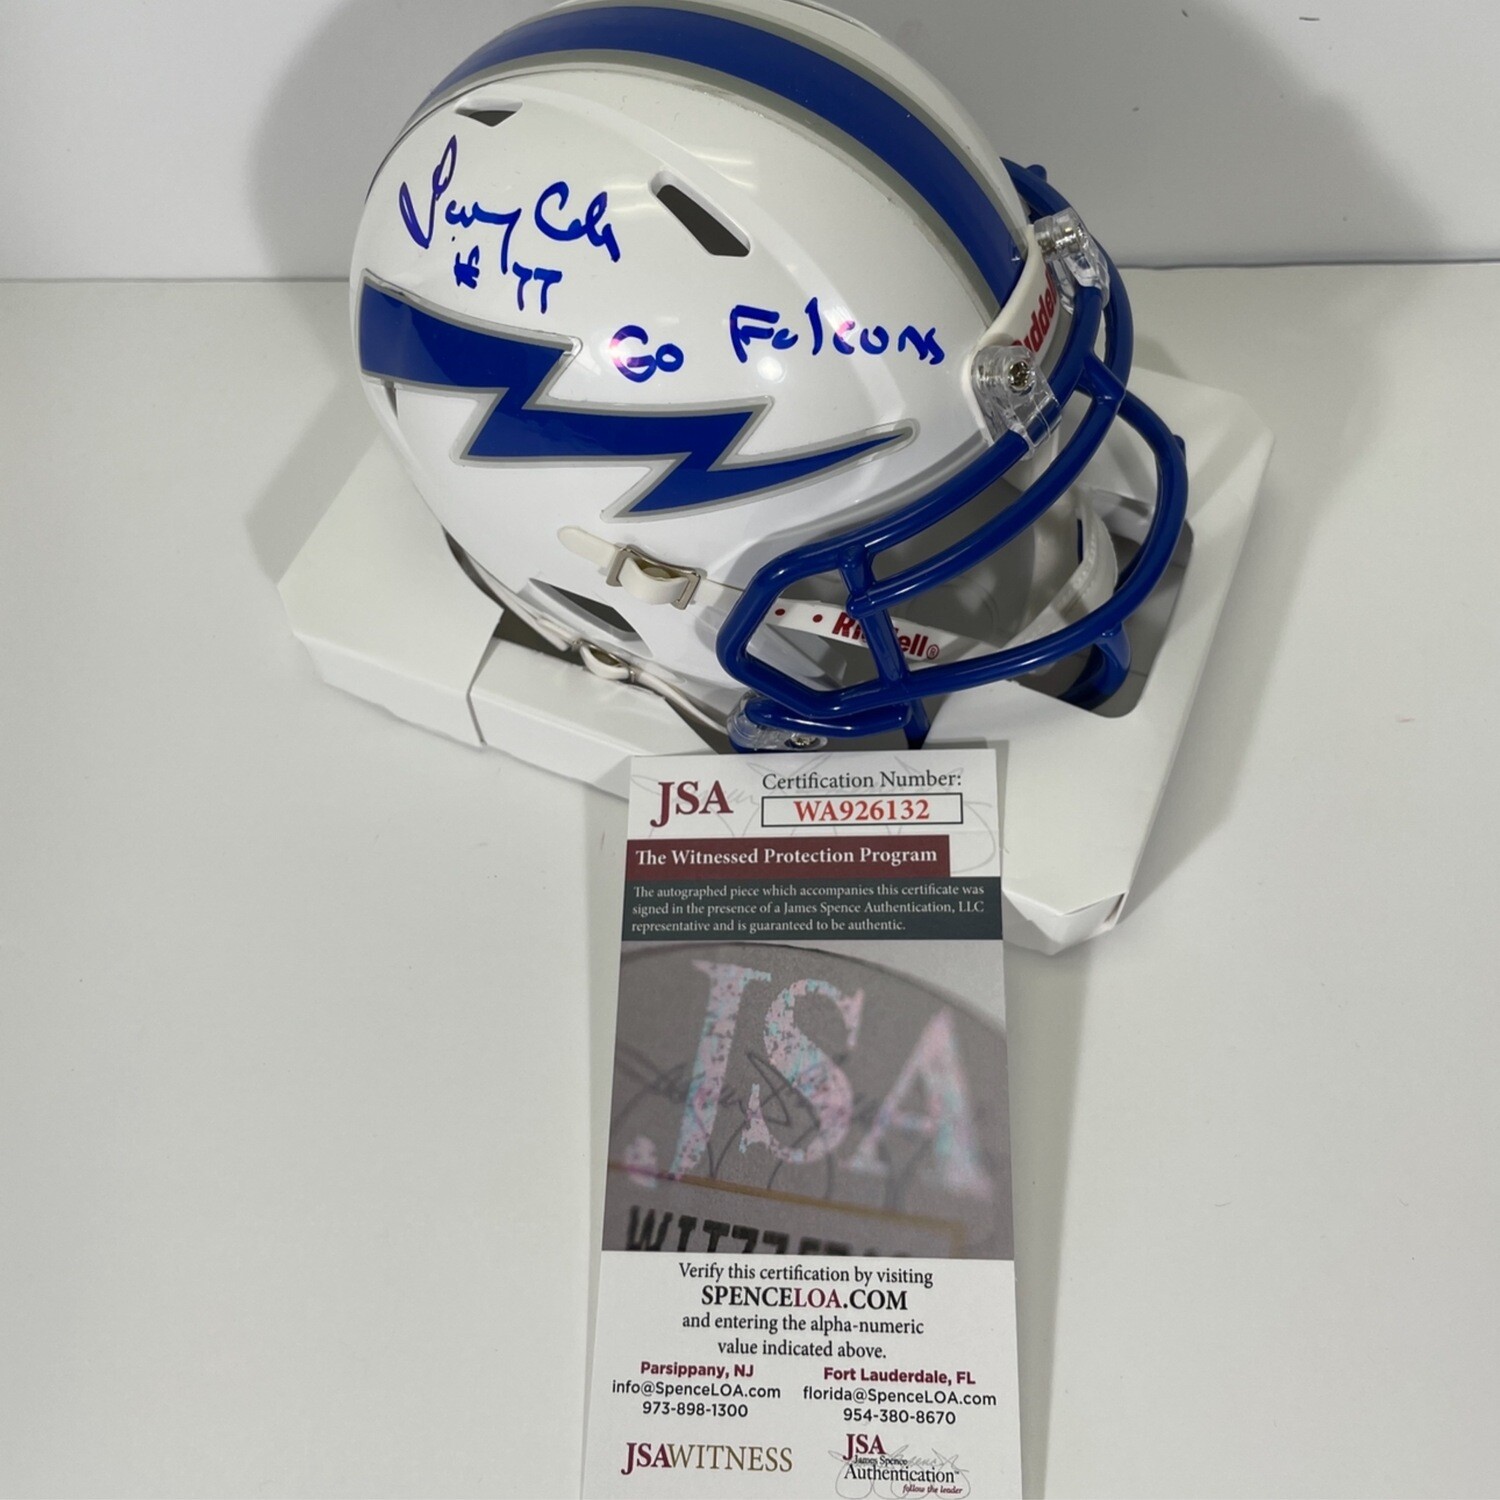 Larry Cole
# 77
Go Falcons
Riddell
Riddell®
JSA
Certification Number:
WA926132
The Witnessed Protection Program
The autographed piece which accompanies this certificate was
signed in the presence of a James Spence Authentication, LLC
representative and is guaranteed to be authentic.
JSA
Verify this certification by visiting
SPENCELOA.COM
and entering the alpha-numeric
value indicated above.
Parsippany, NJ
info@SpenceLOA.com
973-898-1300
Fort Lauderdale, FL
florida@SpenceLOA.com
954-380-8670
JSAWITNESS
JSA
James Spence
Authentication
follow the leader